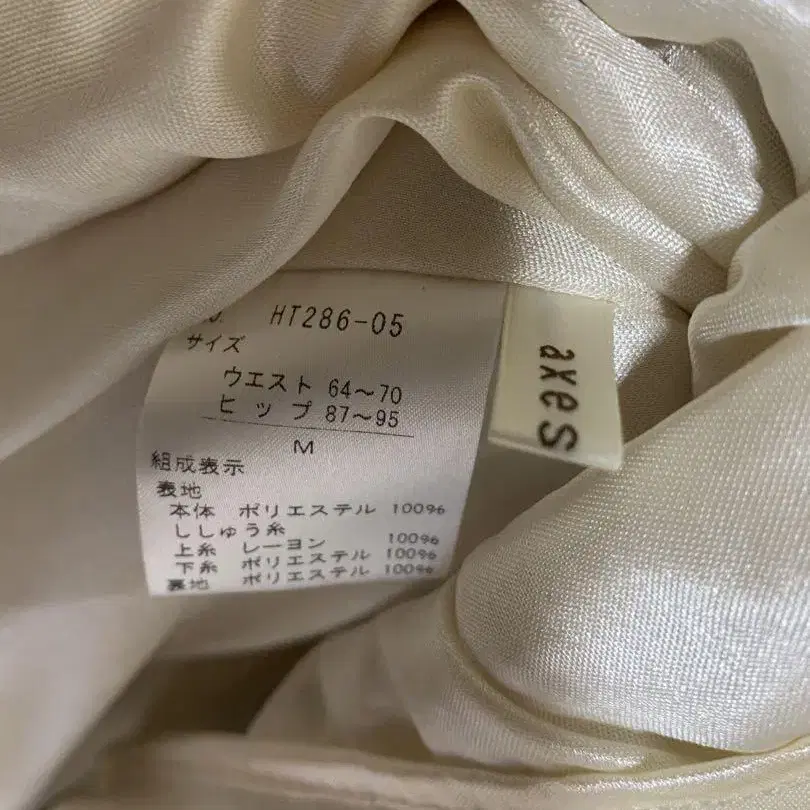 HT286-05
サイズ
ウエスト 64～70
ヒップ 87～95
M
組成表示
表地
本体 ポリエステル 100%
ししゅう糸
上糸 レーヨン 100%
下糸 ポリエステル 100%
裏地 ポリエステル 100%
axes